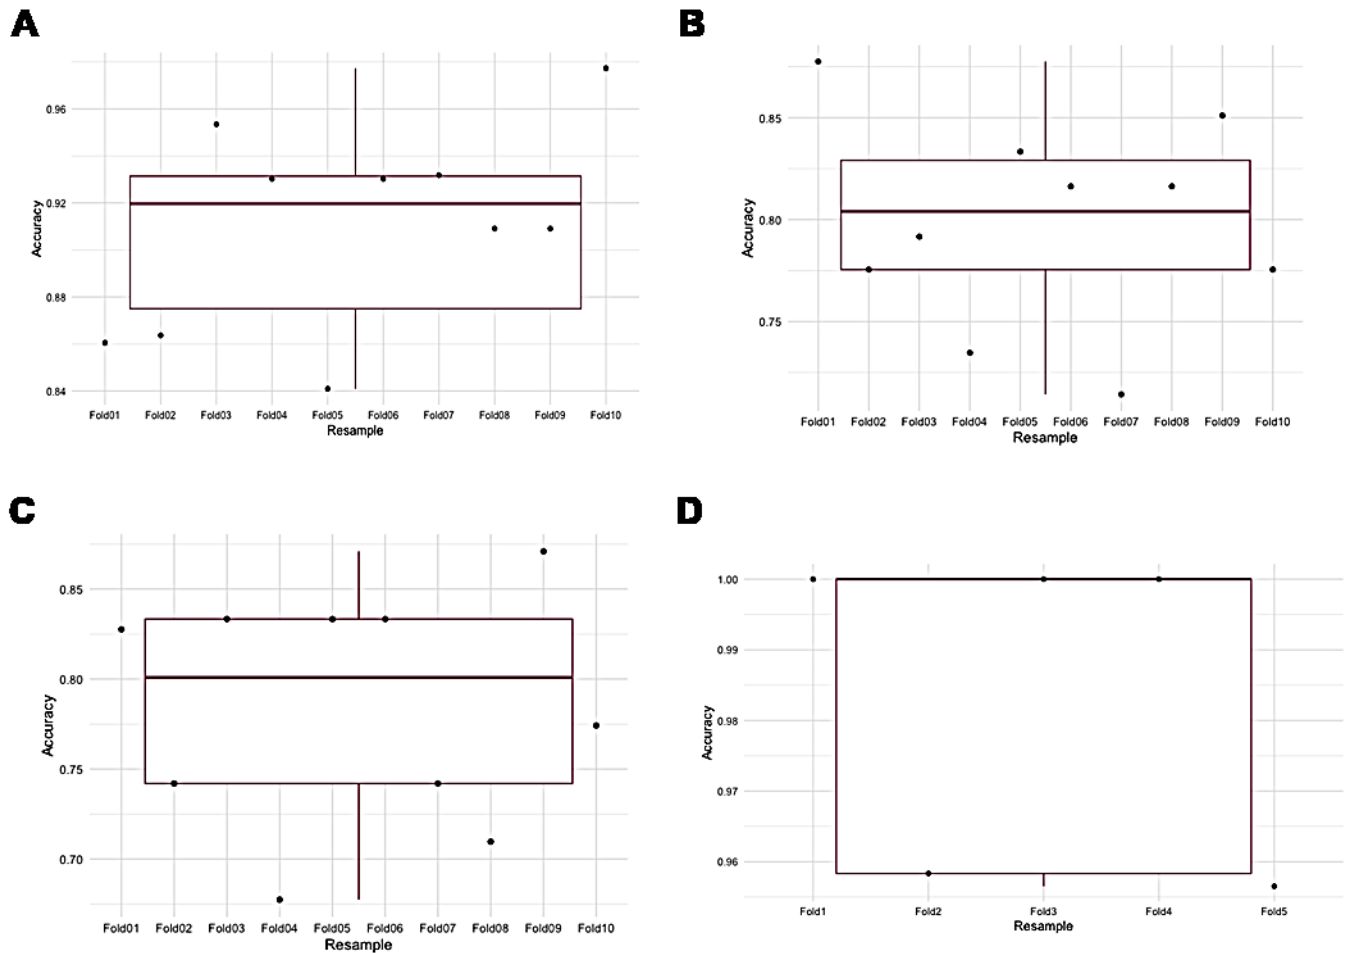 A
Accuracy
0.96
0.92
0.88
0.84
Fold01 Fold02 Fold03 Fold04 Fold05 Fold06 Fold07 Fold08 Fold09 Fold10
Resample
B
Accuracy
0.85
0.80
0.75
Fold01 Fold02 Fold03 Fold04 Fold05 Fold06 Fold07 Fold08 Fold09 Fold10
Resample
C
Accuracy
0.85
0.80
0.75
0.70
Fold01 Fold02 Fold03 Fold04 Fold05 Fold06 Fold07 Fold08 Fold09 Fold10
Resample
D
Accuracy
1.00
0.99
0.98
0.97
0.96
Fold1 Fold2 Fold3 Fold4 Fold5
Resample